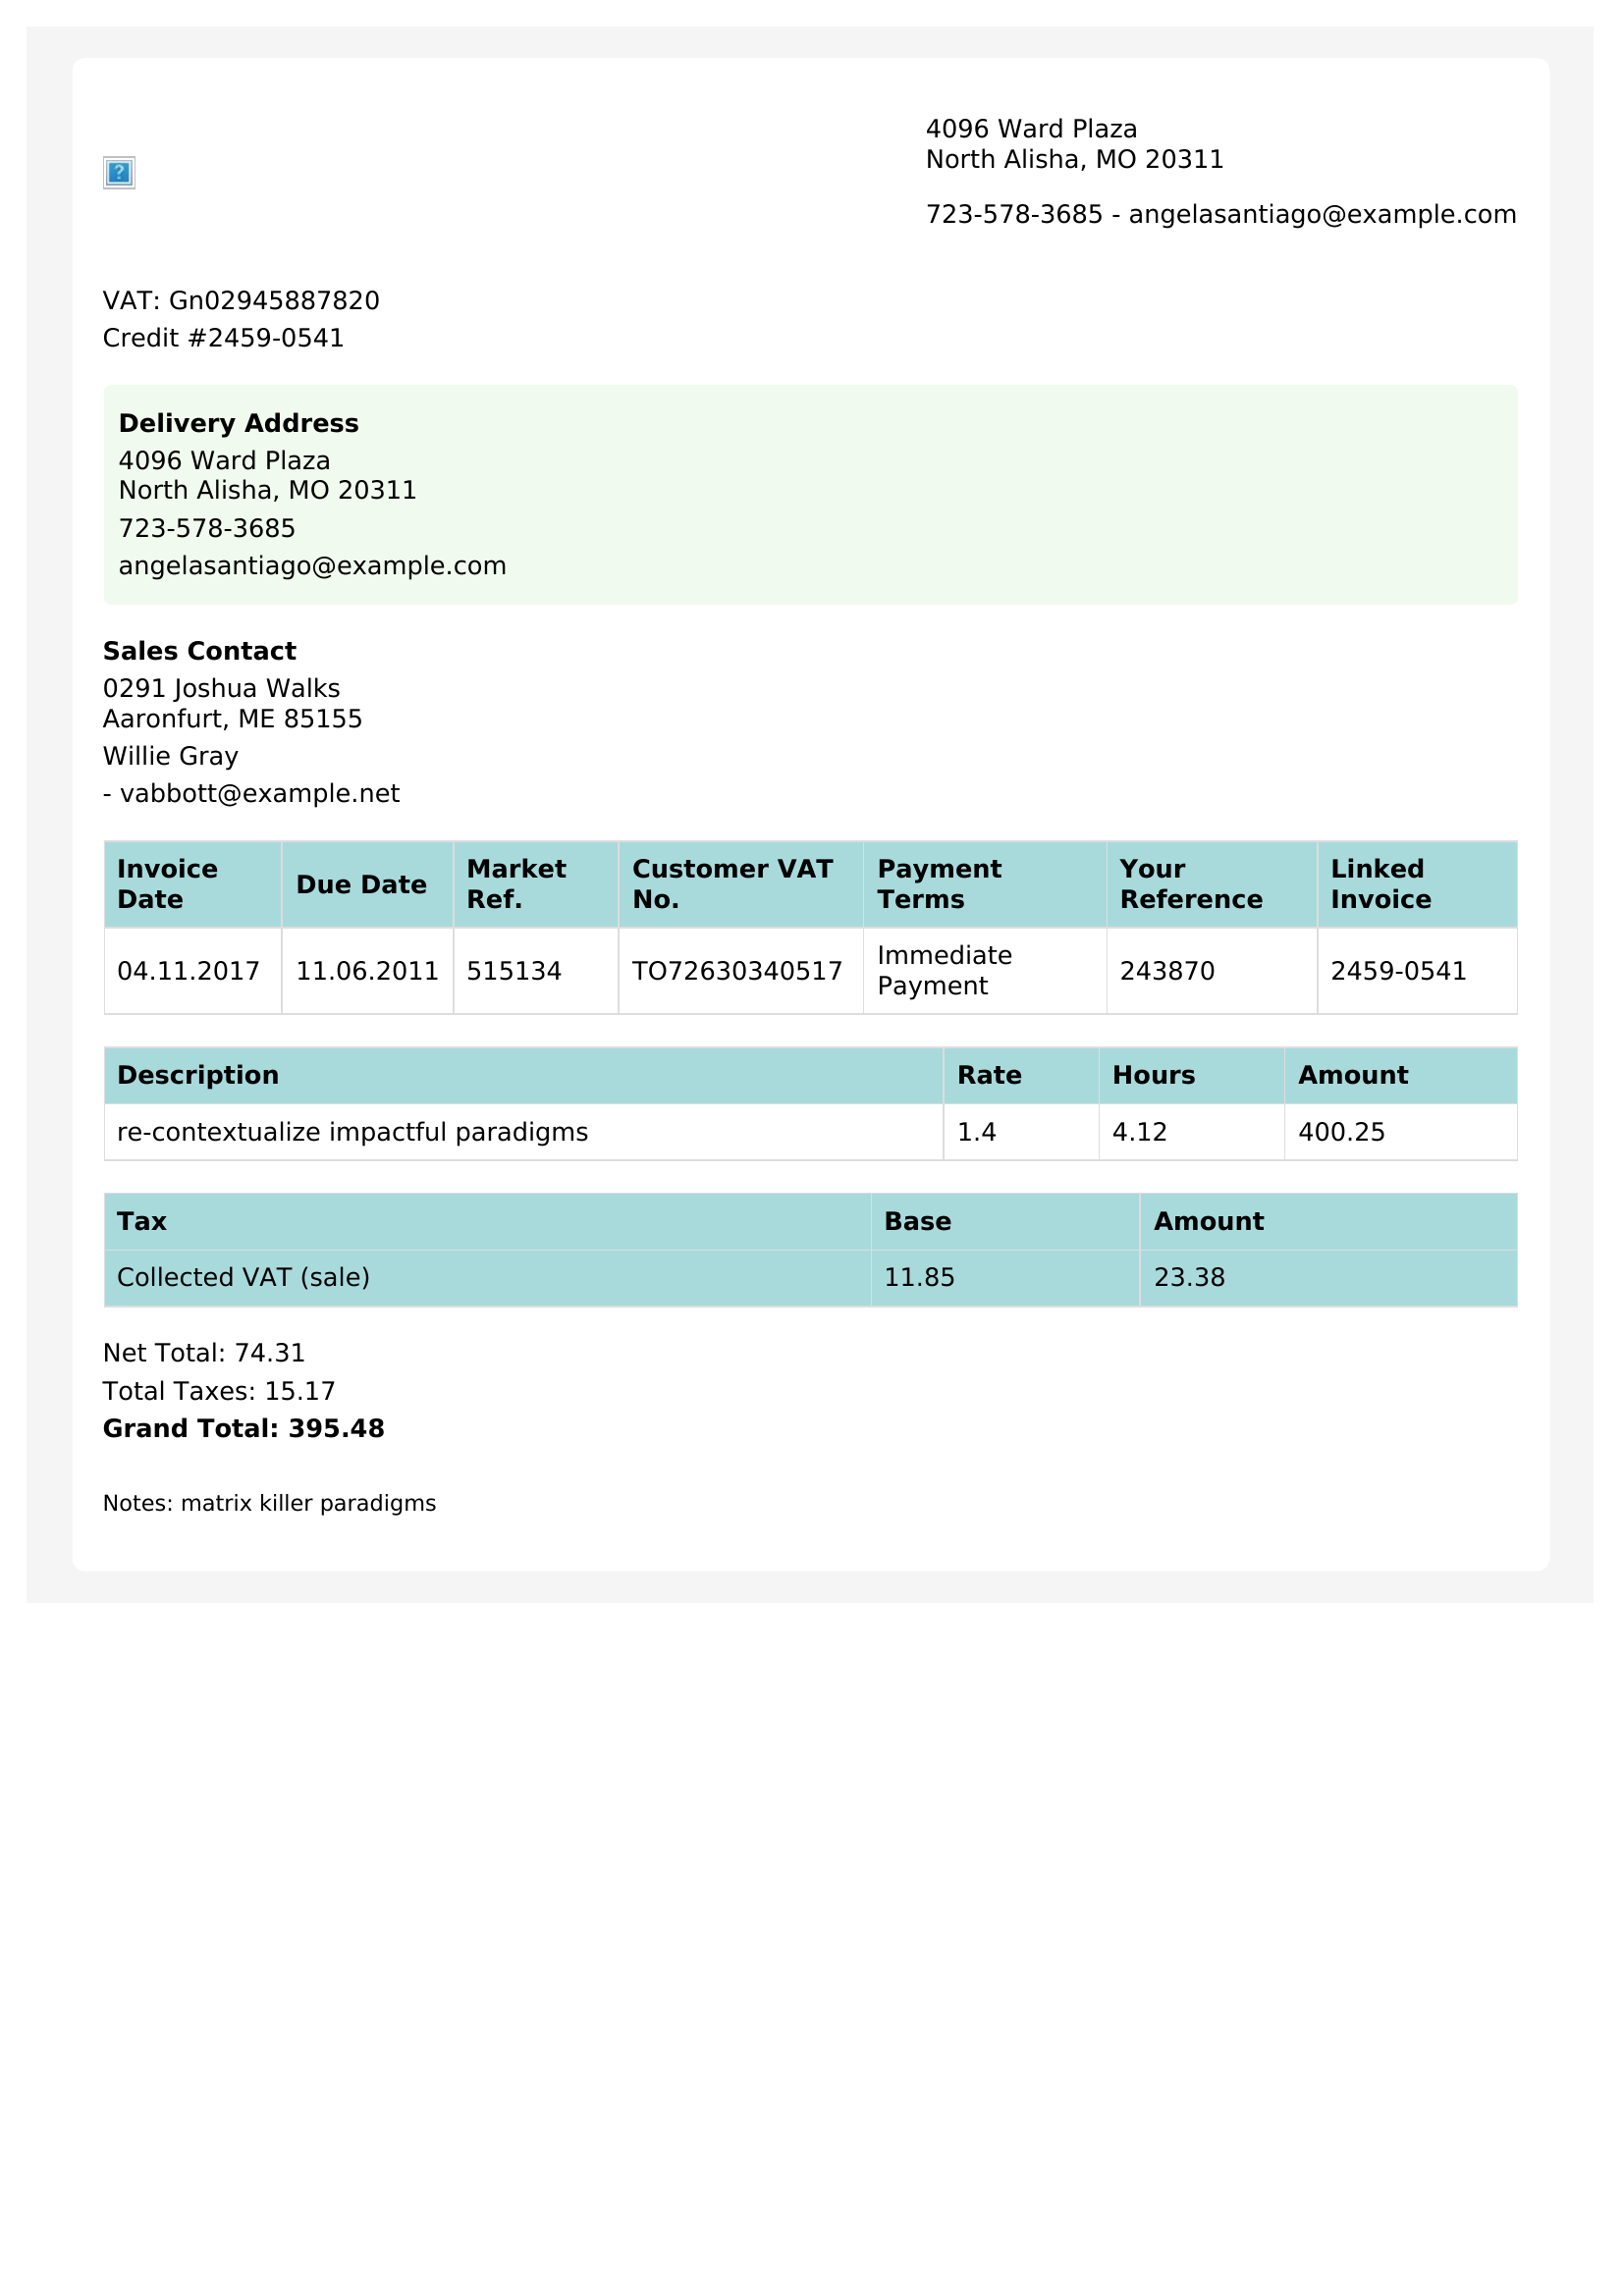 4096 Ward Plaza
North Alisha, MO 20311
723-578-3685 - angelasantiago@example.com
VAT: Gn02945887820
Credit #2459-0541
Delivery Address
4096 Ward Plaza
North Alisha, MO 20311
723-578-3685
angelasantiago@example.com
Sales Contact
0291 Joshua Walks
Aaronfurt, ME 85155
Willie Gray
- vabbott@example.net
Invoice Date Due Date Market Ref. Customer VAT No. Payment Terms Your Reference Linked Invoice
04.11.2017 11.06.2011 515134 TO72630340517 Immediate Payment 243870 2459-0541
Description Rate Hours Amount
re-contextualize impactful paradigms 1.4 4.12 400.25
Tax Base Amount
Collected VAT (sale) 11.85 23.38
Net Total: 74.31
Total Taxes: 15.17
Grand Total: 395.48
Notes: matrix killer paradigms